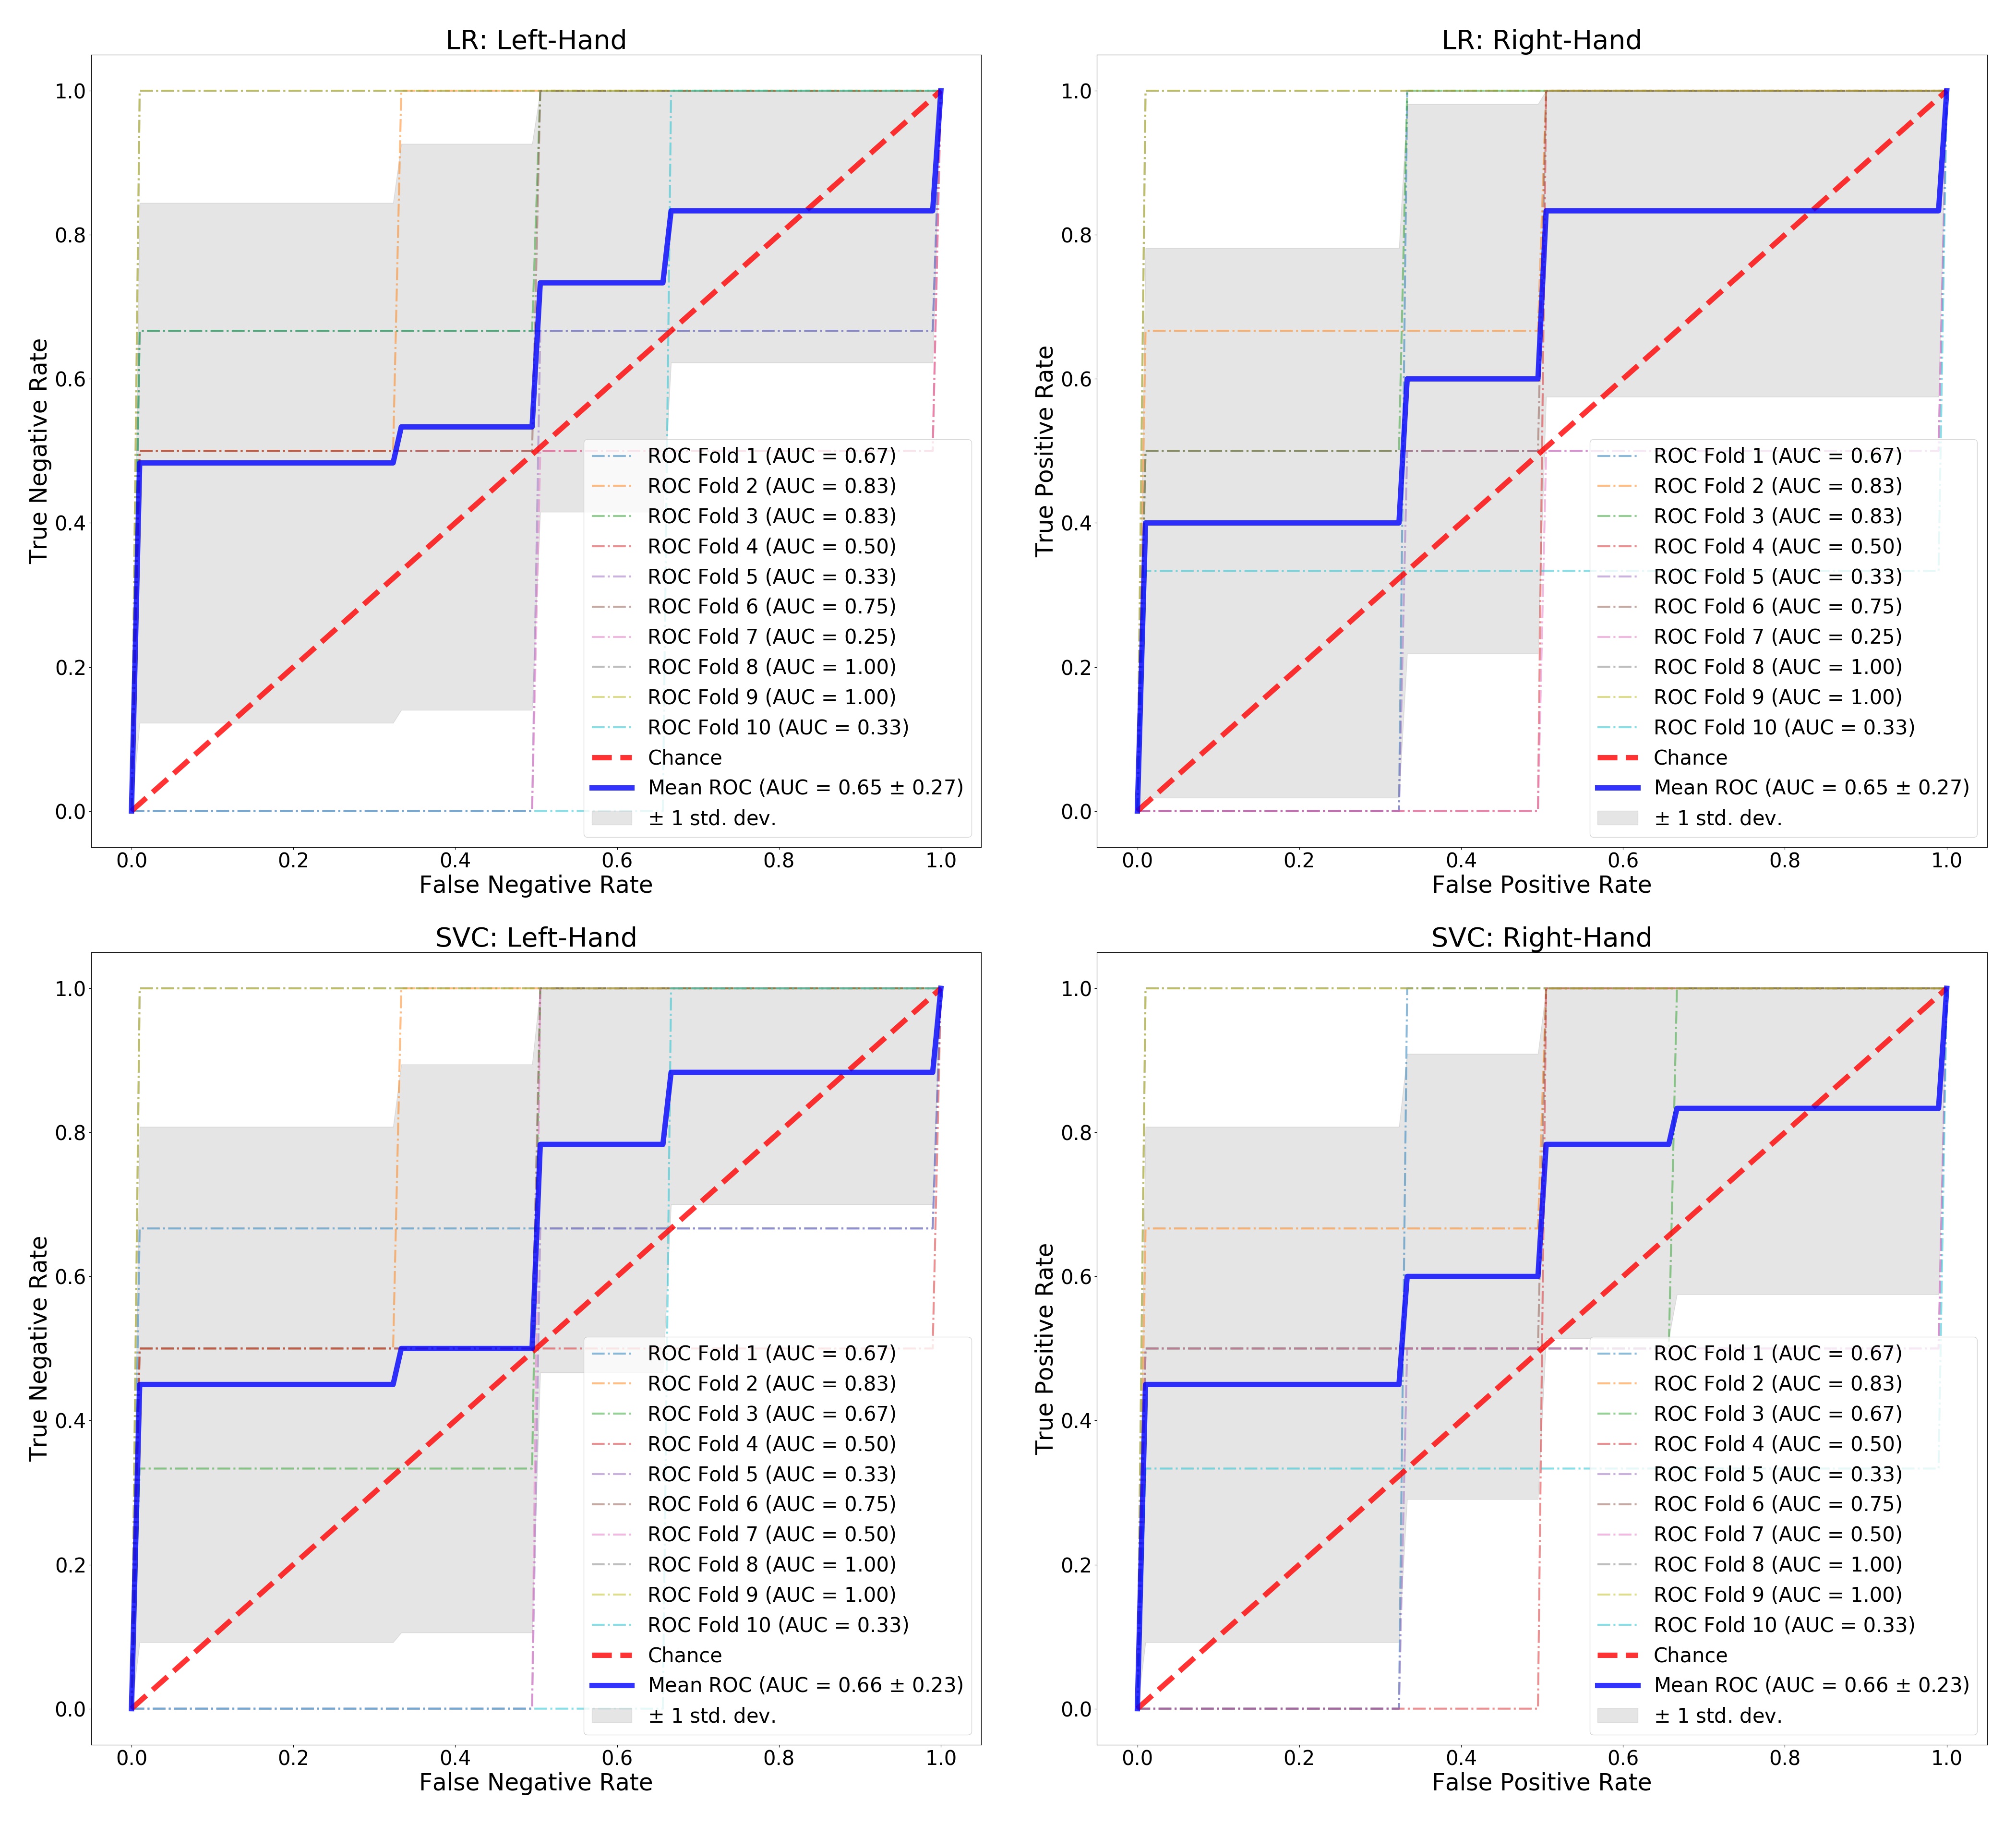 LR: Left-Hand
True Negative Rate
1.0
0.8
0.6
0.4
0.2
0.0
ROC Fold 1 (AUC = 0.67)
ROC Fold 2 (AUC = 0.83)
ROC Fold 3 (AUC = 0.83)
ROC Fold 4 (AUC = 0.50)
ROC Fold 5 (AUC = 0.33)
ROC Fold 6 (AUC = 0.75)
ROC Fold 7 (AUC = 0.25)
ROC Fold 8 (AUC = 1.00)
ROC Fold 9 (AUC = 1.00)
ROC Fold 10 (AUC = 0.33)
Chance
Mean ROC (AUC = 0.65 ± 0.27)
± 1 std. dev.
0.0 0.2 0.4 0.6 0.8 1.0
False Negative Rate
LR: Right-Hand
True Positive Rate
1.0
0.8
0.6
0.4
0.2
0.0
ROC Fold 1 (AUC = 0.67)
ROC Fold 2 (AUC = 0.83)
ROC Fold 3 (AUC = 0.83)
ROC Fold 4 (AUC = 0.50)
ROC Fold 5 (AUC = 0.33)
ROC Fold 6 (AUC = 0.75)
ROC Fold 7 (AUC = 0.25)
ROC Fold 8 (AUC = 1.00)
ROC Fold 9 (AUC = 1.00)
ROC Fold 10 (AUC = 0.33)
Chance
Mean ROC (AUC = 0.65 ± 0.27)
± 1 std. dev.
0.0 0.2 0.4 0.6 0.8 1.0
False Positive Rate
SVC: Left-Hand
True Negative Rate
1.0
0.8
0.6
0.4
0.2
0.0
ROC Fold 1 (AUC = 0.67)
ROC Fold 2 (AUC = 0.83)
ROC Fold 3 (AUC = 0.67)
ROC Fold 4 (AUC = 0.50)
ROC Fold 5 (AUC = 0.33)
ROC Fold 6 (AUC = 0.75)
ROC Fold 7 (AUC = 0.50)
ROC Fold 8 (AUC = 1.00)
ROC Fold 9 (AUC = 1.00)
ROC Fold 10 (AUC = 0.33)
Chance
Mean ROC (AUC = 0.66 ± 0.23)
± 1 std. dev.
0.0 0.2 0.4 0.6 0.8 1.0
False Negative Rate
SVC: Right-Hand
True Positive Rate
1.0
0.8
0.6
0.4
0.2
0.0
ROC Fold 1 (AUC = 0.67)
ROC Fold 2 (AUC = 0.83)
ROC Fold 3 (AUC = 0.67)
ROC Fold 4 (AUC = 0.50)
ROC Fold 5 (AUC = 0.33)
ROC Fold 6 (AUC = 0.75)
ROC Fold 7 (AUC = 0.50)
ROC Fold 8 (AUC = 1.00)
ROC Fold 9 (AUC = 1.00)
ROC Fold 10 (AUC = 0.33)
Chance
Mean ROC (AUC = 0.66 ± 0.23)
± 1 std. dev.
0.0 0.2 0.4 0.6 0.8 1.0
False Positive Rate